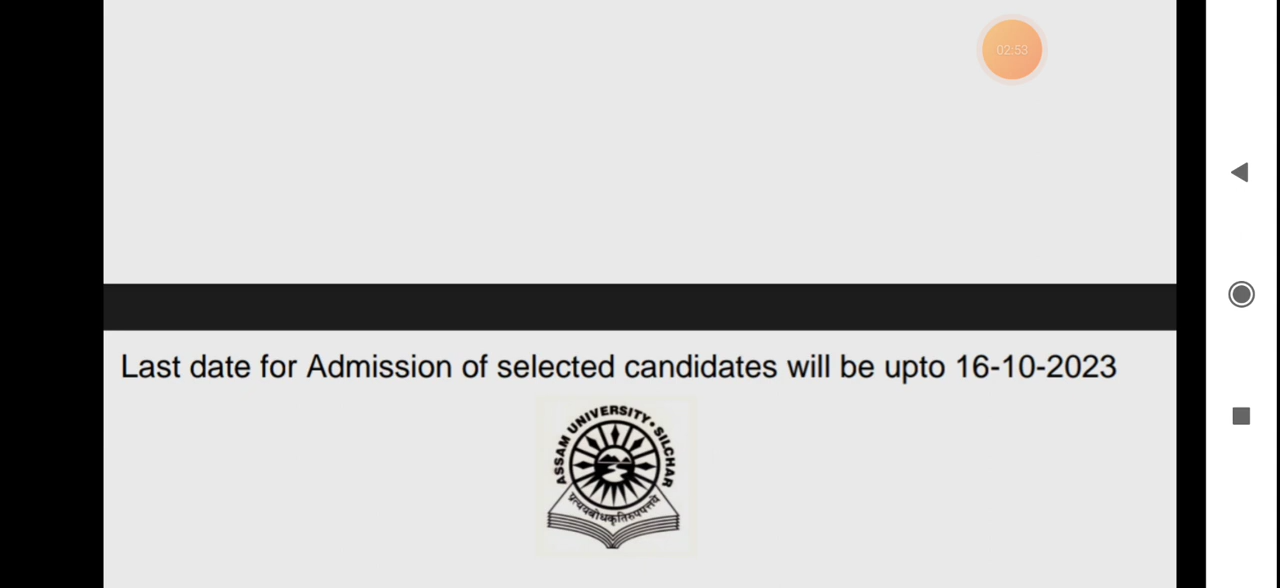 02:53
Last date for Admission of selected candidates will be upto 16-10-2023
ASSAM UNIVERSITY • SILCHAR